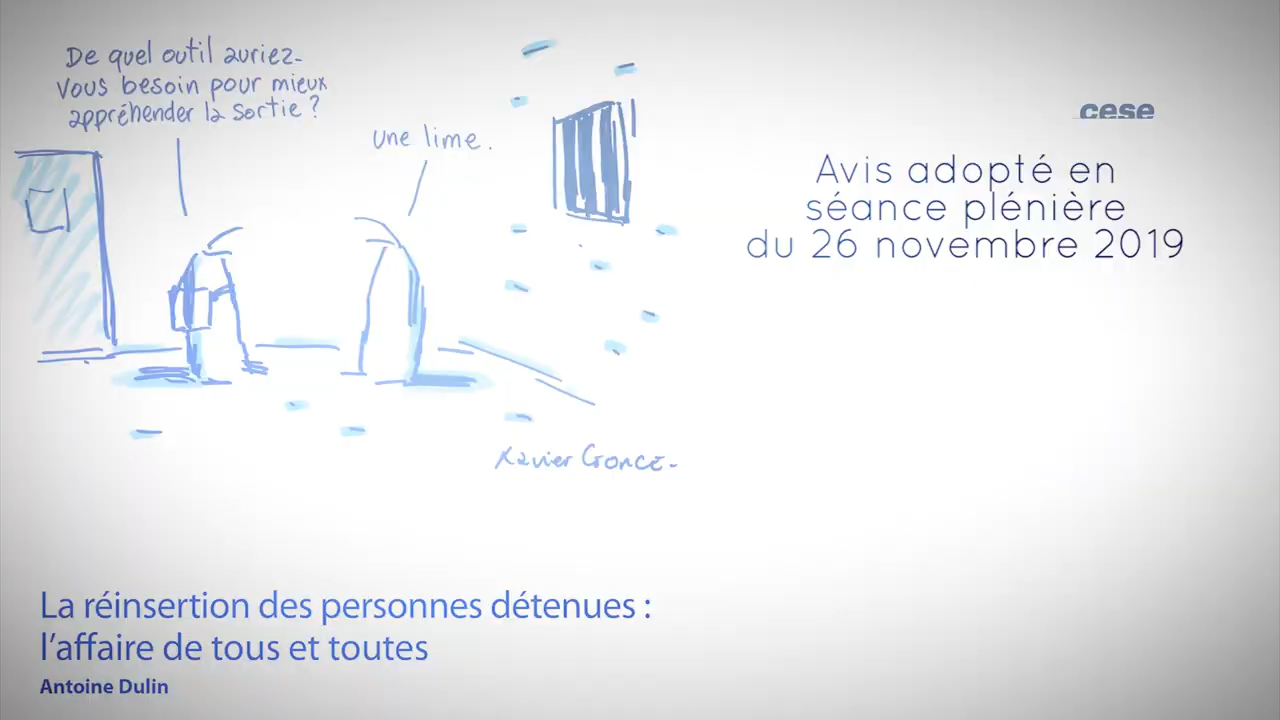 De quel outil auriez-
vous besoin pour mieux
appréhender la sortie ?
une lime.
Xavier Gorce-
cese
Avis adopté en
séance plénière
du 26 novembre 2019
La réinsertion des personnes détenues :
l'affaire de tous et toutes
Antoine Dulin